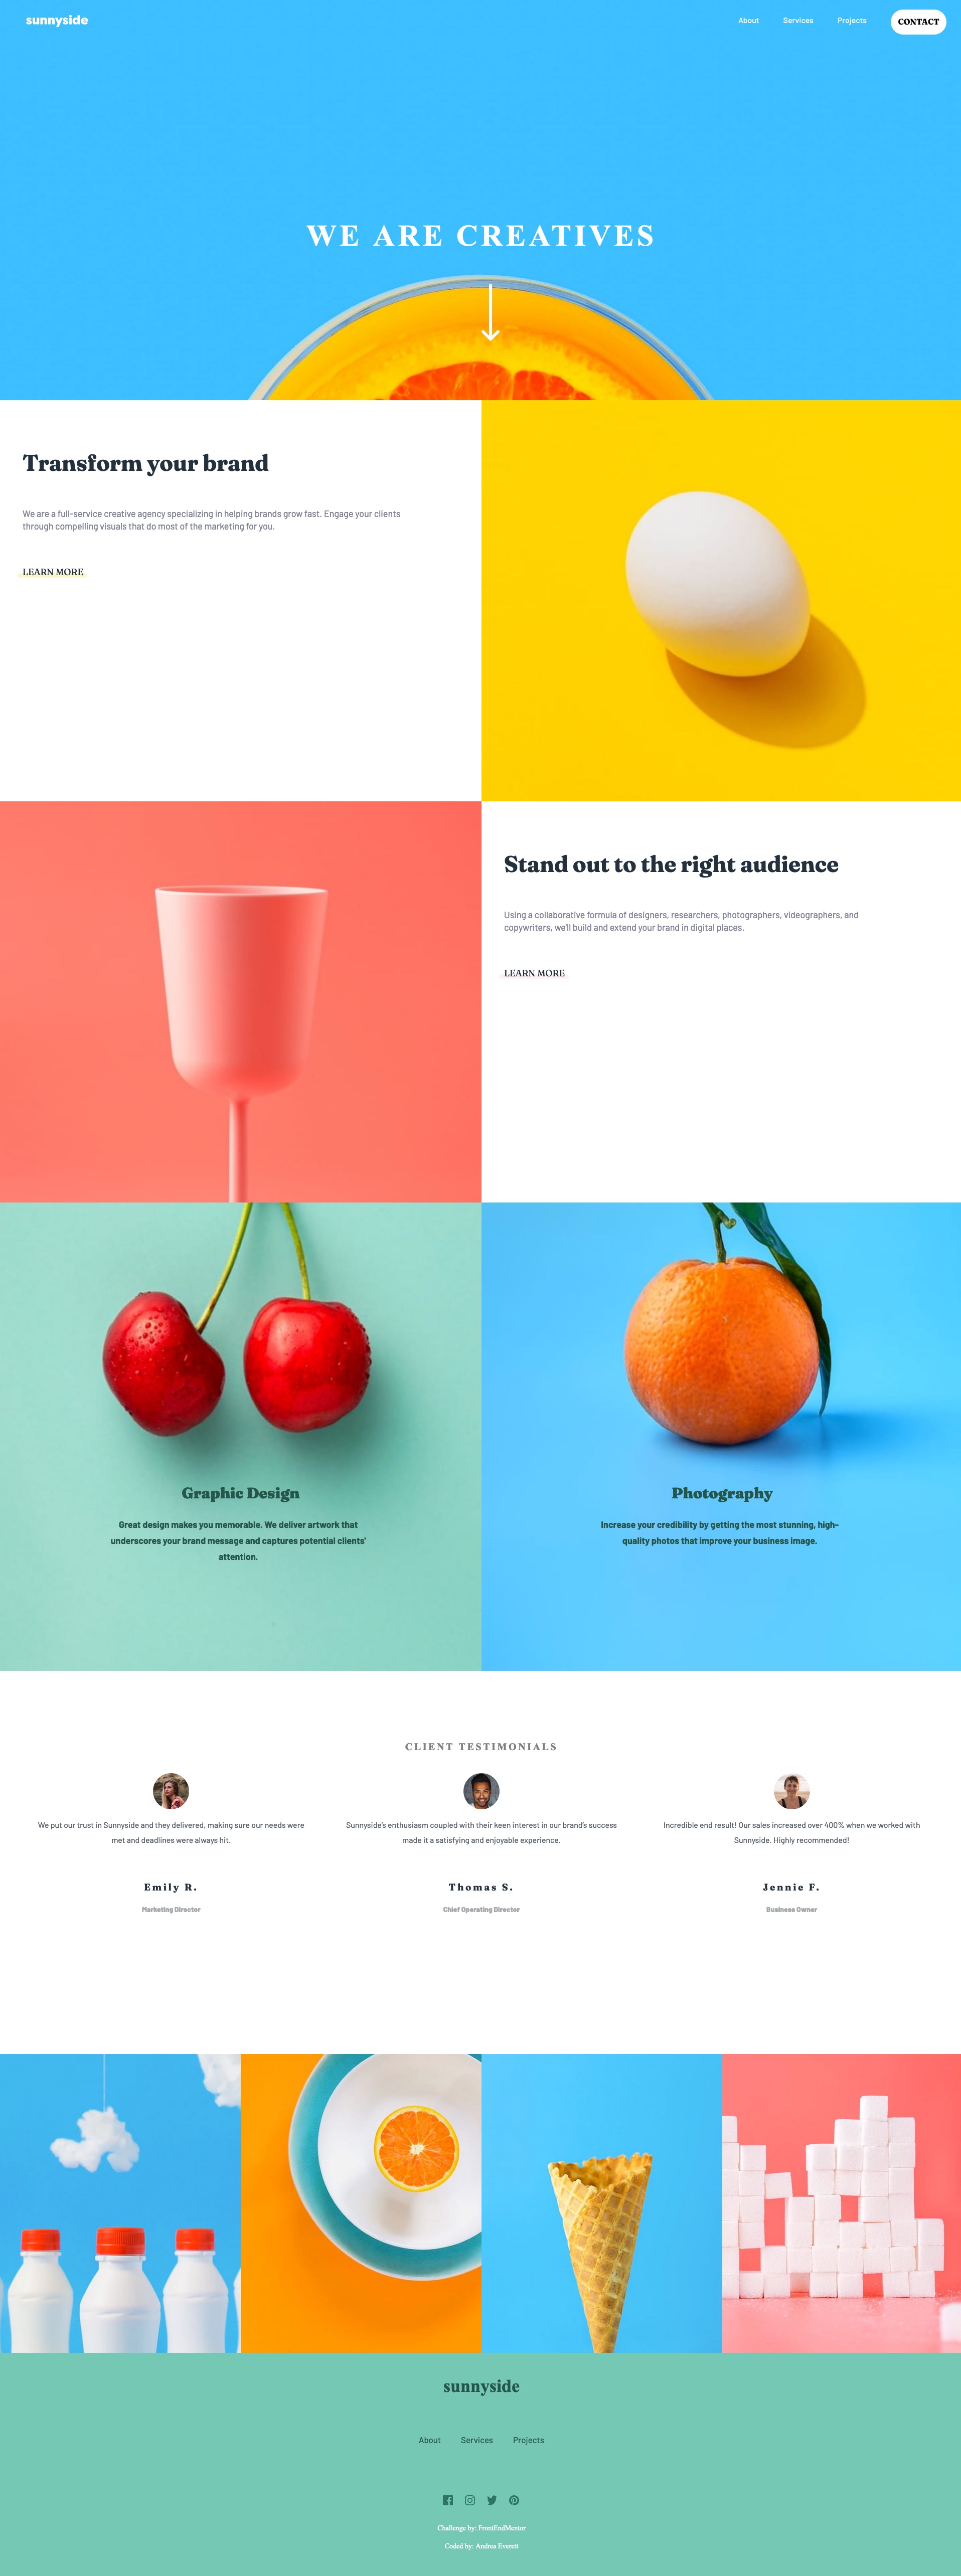 sunnyside
About Services Projects CONTACT
WE ARE CREATIVES
Transform your brand
We are a full-service creative agency specializing in helping brands grow fast. Engage your clients
through compelling visuals that do most of the marketing for you.
LEARN MORE
Stand out to the right audience
Using a collaborative formula of designers, researchers, photographers, videographers, and
copywriters, we'll build and extend your brand in digital places.
LEARN MORE
Graphic Design
Great design makes you memorable. We deliver artwork that
underscores your brand message and captures potential clients'
attention.
Photography
Increase your credibility by getting the most stunning, high-
quality photos that improve your business image.
CLIENT TESTIMONIALS
We put our trust in Sunnyside and they delivered, making sure our needs were
met and deadlines were always hit.
Emily R.
Marketing Director
Sunnyside's enthusiasm coupled with their keen interest in our brand's success
made it a satisfying and enjoyable experience.
Thomas S.
Chief Operating Director
Incredible end result! Our sales increased over 400% when we worked with
Sunnyside. Highly recommended!
Jennie F.
Business Owner
sunnyside
About Services Projects
Challenge by: FrontEndMentor
Coded by: Andrea Everett